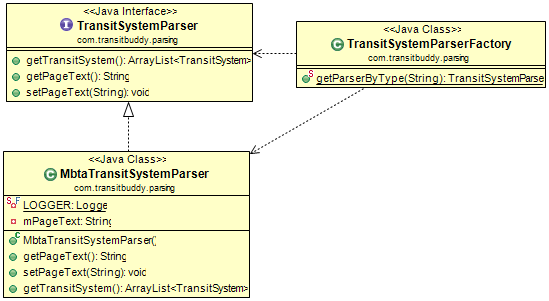 <<Java Interface>>
TransitSystemParser
com.transitbuddy.parsing
getTransitSystem(): ArrayList<TransitSystem>
getPageText(): String
setPageText(String): void
<<Java Class>>
TransitSystemParserFactory
com.transitbuddy.parsing
getParserByType(String): TransitSystemParse
<<Java Class>>
MbtaTransitSystemParser
com.transitbuddy.parsing
LOGGER: Logge
mPageText: String
MbtaTransitSystemParser()
getPageText(): String
setPageText(String): void
getTransitSystem(): ArrayList<TransitSystem>